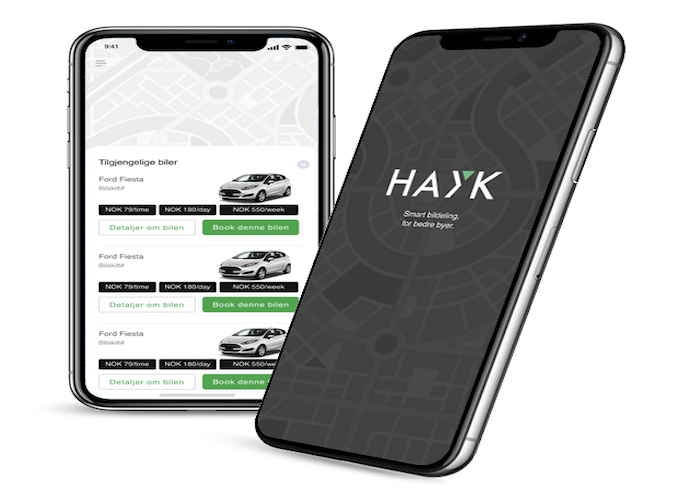 9:41
Tilgjengelige biler
Ford Fiesta
Bilskilt#
NOK 79/time NOK 180/day NOK 550/week
Detaljer om bilen Book denne bilen
Ford Fiesta
Bilskilt#
NOK 79/time NOK 180/day NOK 550/week
Detaljer om bilen Book denne bilen
Ford Fiesta
Bilskilt#
NOK 79/time NOK 180/day NOK 550/week
Detaljer om bilen Book denne bilen
HAYK
Smart bildeling,
for bedre byer.